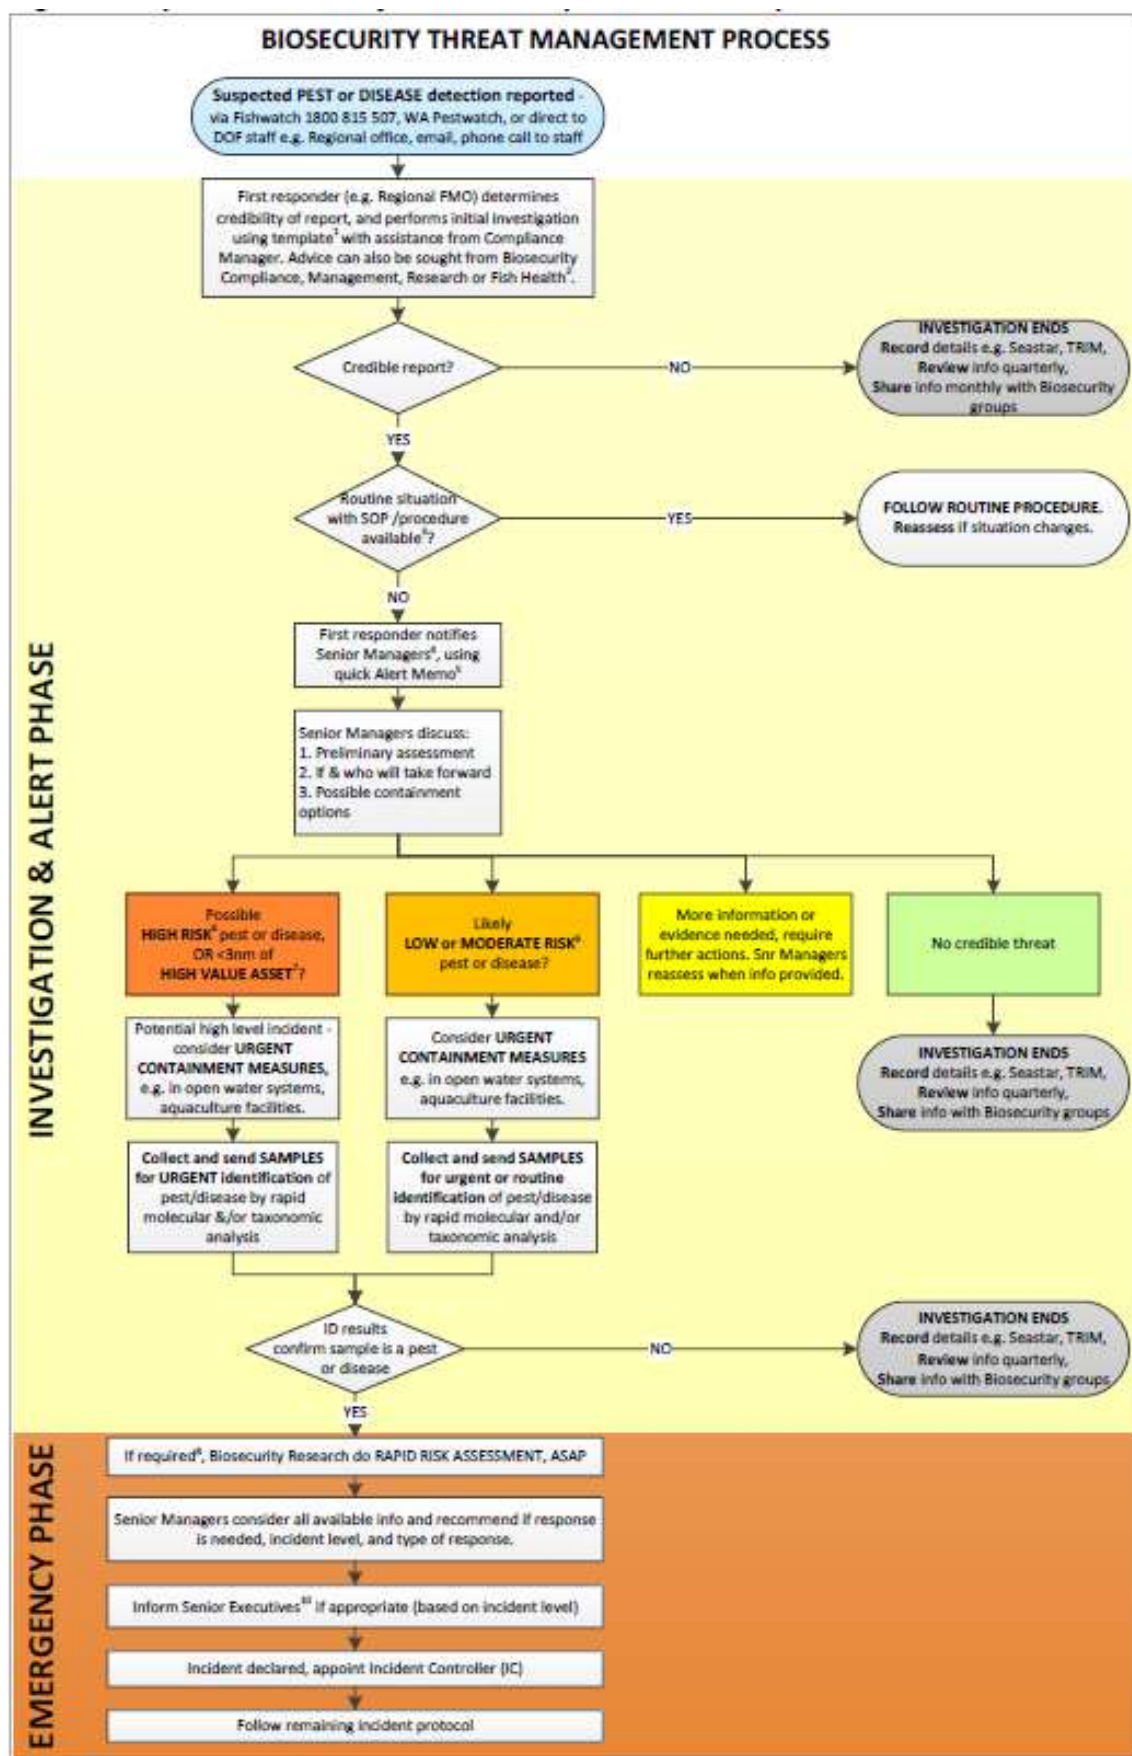 BIOSECURITY THREAT MANAGEMENT PROCESS
Suspected PEST or DISEASE detection reported -
via Fishwatch 1800 815 507, WA Pestwatch, or direct to
DOF staff e.g. Regional office, email, phone call to staff
INVESTIGATION & ALERT PHASE
First responder (e.g. Regional FMO) determines
credibility of report, and performs initial investigation
using template¹ with assistance from Compliance
Manager. Advice can also be sought from Biosecurity
Compliance, Management, Research or Fish Health².
Credible report?
NO
INVESTIGATION ENDS
Record details e.g. Seastar, TRIM,
Review info quarterly,
Share info monthly with Biosecurity
groups
YES
Routine situation
with SOP /procedure
available³?
YES
FOLLOW ROUTINE PROCEDURE.
Reassess if situation changes.
NO
First responder notifies
Senior Managers⁴, using
quick Alert Memo⁵
Senior Managers discuss:
1. Preliminary assessment
2. If & who will take forward
3. Possible containment
options
Possible
HIGH RISK⁶ pest or disease,
OR <3nm of
HIGH VALUE ASSET⁷?
Likely
LOW or MODERATE RISK⁶
pest or disease?
More information or
evidence needed, require
further actions. Snr Managers
reassess when info provided.
No credible threat
Potential high level incident -
consider URGENT
CONTAINMENT MEASURES,
e.g. in open water systems,
aquaculture facilities.
Consider URGENT
CONTAINMENT MEASURES
e.g. in open water systems,
aquaculture facilities.
INVESTIGATION ENDS
Record details e.g. Seastar, TRIM,
Review info quarterly,
Share info with Biosecurity groups
Collect and send SAMPLES
for URGENT identification of
pest/disease by rapid
molecular &/or taxonomic
analysis
Collect and send SAMPLES
for urgent or routine
identification of pest/disease
by rapid molecular and/or
taxonomic analysis
ID results
confirm sample is a pest
or disease
NO
INVESTIGATION ENDS
Record details e.g. Seastar, TRIM,
Review info quarterly,
Share info with Biosecurity groups
YES
EMERGENCY PHASE
If required, Biosecurity Research do RAPID RISK ASSESSMENT, ASAP
Senior Managers consider all available info and recommend if response
is needed, incident level, and type of response.
Inform Senior Executives if appropriate (based on incident level)
Incident declared, appoint Incident Controller (IC)
Follow remaining incident protocol